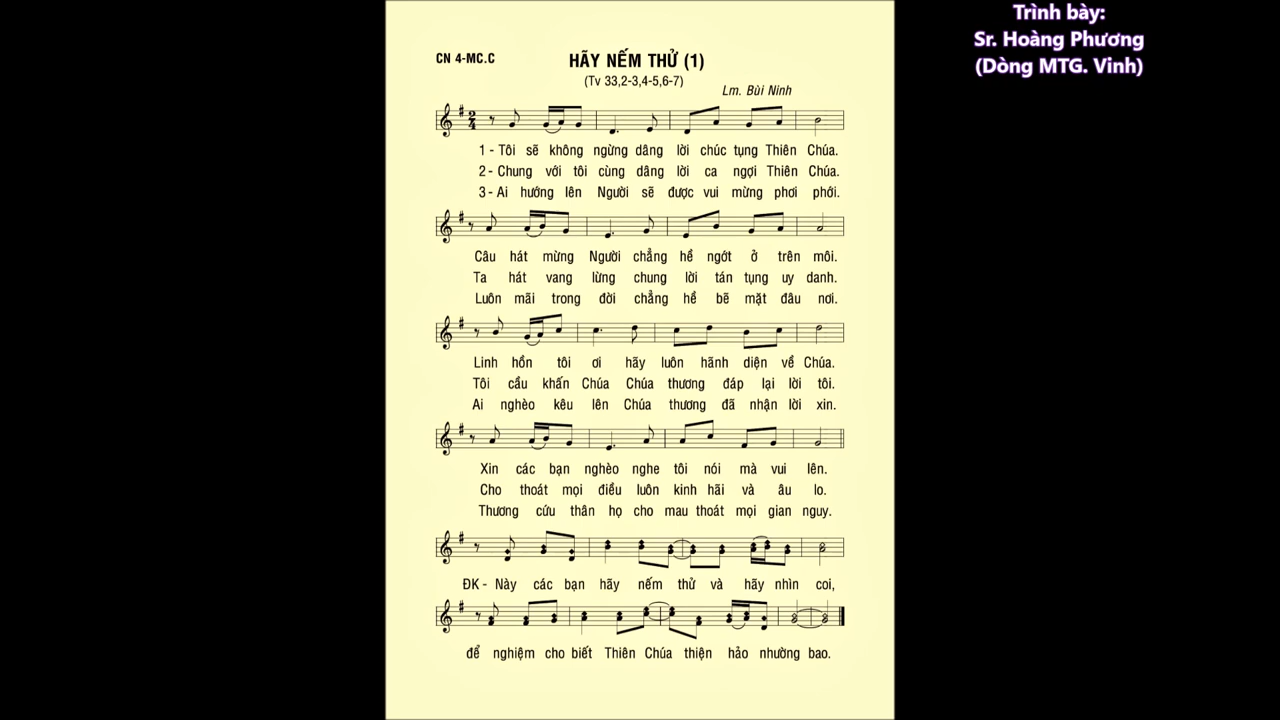 Trình bày:
Sr. Hoàng Phương
(Dòng MTG. Vinh)
CN 4-MC.C
HÃY NẾM THỬ (1)
(Tv 33,2-3,4-5,6-7)
Lm. Bùi Ninh
2
4
1 - Tôi sẽ không ngừng dâng lời chúc tụng Thiên Chúa.
2 - Chung với tôi cùng dâng lời ca ngợi Thiên Chúa.
3 - Ai hướng lên Người sẽ được vui mừng phơi phới.
Câu hát mừng Người chẳng hề ngớt ở trên môi.
Ta hát vang lừng chung lời tán tụng uy danh.
Luôn mãi trong đời chẳng hề bẽ mặt đâu nơi.
Linh hồn tôi ơi hãy luôn hãnh diện về Chúa.
Tôi cầu khấn Chúa Chúa thương đáp lại lời tôi.
Ai nghèo kêu lên Chúa thương đã nhận lời xin.
Xin các bạn nghèo nghe tôi nói mà vui lên.
Cho thoát mọi điều luôn kinh hãi và âu lo.
Thương cứu thân họ cho mau thoát mọi gian nguy.
ĐK - Này các bạn hãy nếm thử và hãy nhìn coi,
để nghiệm cho biết Thiên Chúa thiện hảo nhường bao.